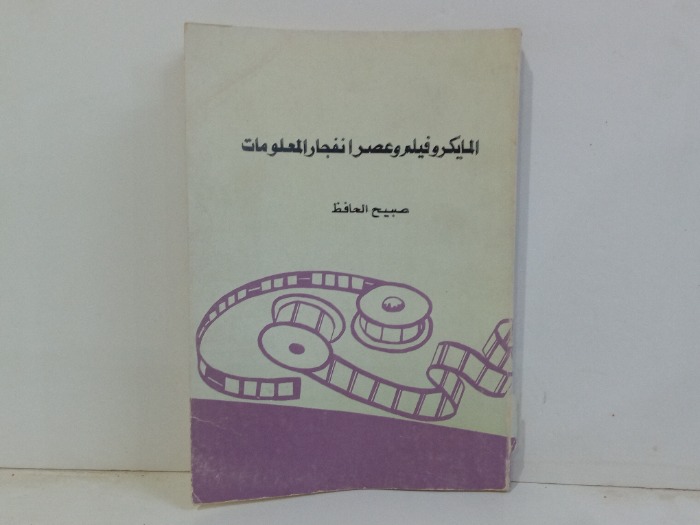 المايكروفيلم وعصر انفجار المعلومات
صبيح الحافظ